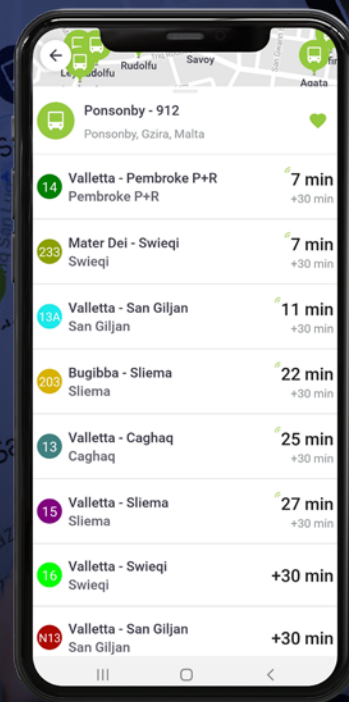 Rudolfu
Savoy
Agata
Ponsonby - 912
Ponsonby, Gzira, Malta
14
Valletta - Pembroke P+R
Pembroke P+R
7 min
+30 min
233
Mater Dei - Swieqi
Swieqi
7 min
+30 min
13A
Valletta - San Giljan
San Giljan
11 min
+30 min
203
Bugibba - Sliema
Sliema
22 min
+30 min
13
Valletta - Caghaq
Caghaq
25 min
+30 min
15
Valletta - Sliema
Sliema
27 min
+30 min
16
Valletta - Swieqi
Swieqi
+30 min
N13
Valletta - San Giljan
San Giljan
+30 min